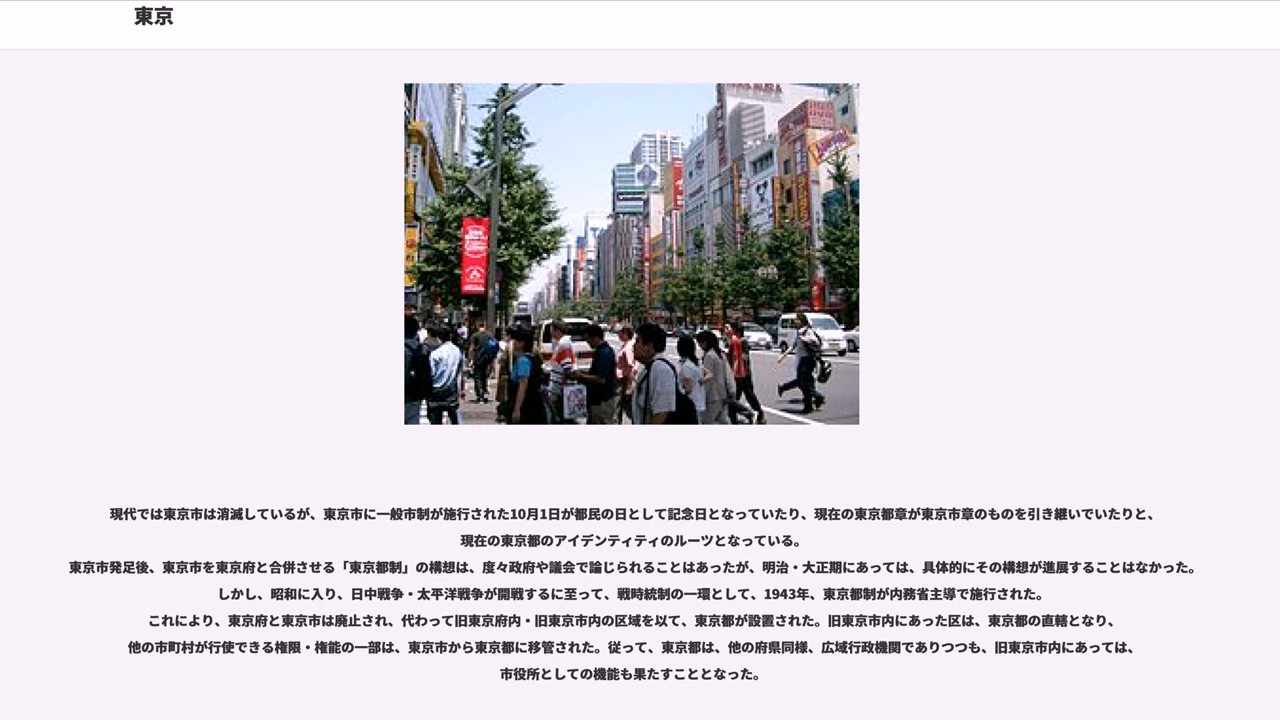 東京
現代では東京市は消滅しているが、東京市に一般市制が施行された10月1日が都民の日として記念日となっていたり、現在の東京都章が東京市章のものを引き継いでいたりと、
現在の東京都のアイデンティティのルーツとなっている。
東京市発足後、東京市を東京府と合併させる「東京都制」の構想は、度々政府や議会で論じられることはあったが、明治・大正期にあっては、具体的にその構想が進展することはなかった。
しかし、昭和に入り、日中戦争・太平洋戦争が開戦するに至って、戦時統制の一環として、1943年、東京都制が内務省主導で施行された。
これにより、東京府と東京市は廃止され、代わって旧東京府内・旧東京市内の区域を以て、東京都が設置された。旧東京市内にあった区は、東京都の直轄となり、
他の市町村が行使できる権限・権能の一部は、東京市から東京都に移管された。従って、東京都は、他の府県同様、広域行政機関でありつつも、旧東京市内にあっては、
市役所としての機能も果たすこととなった。